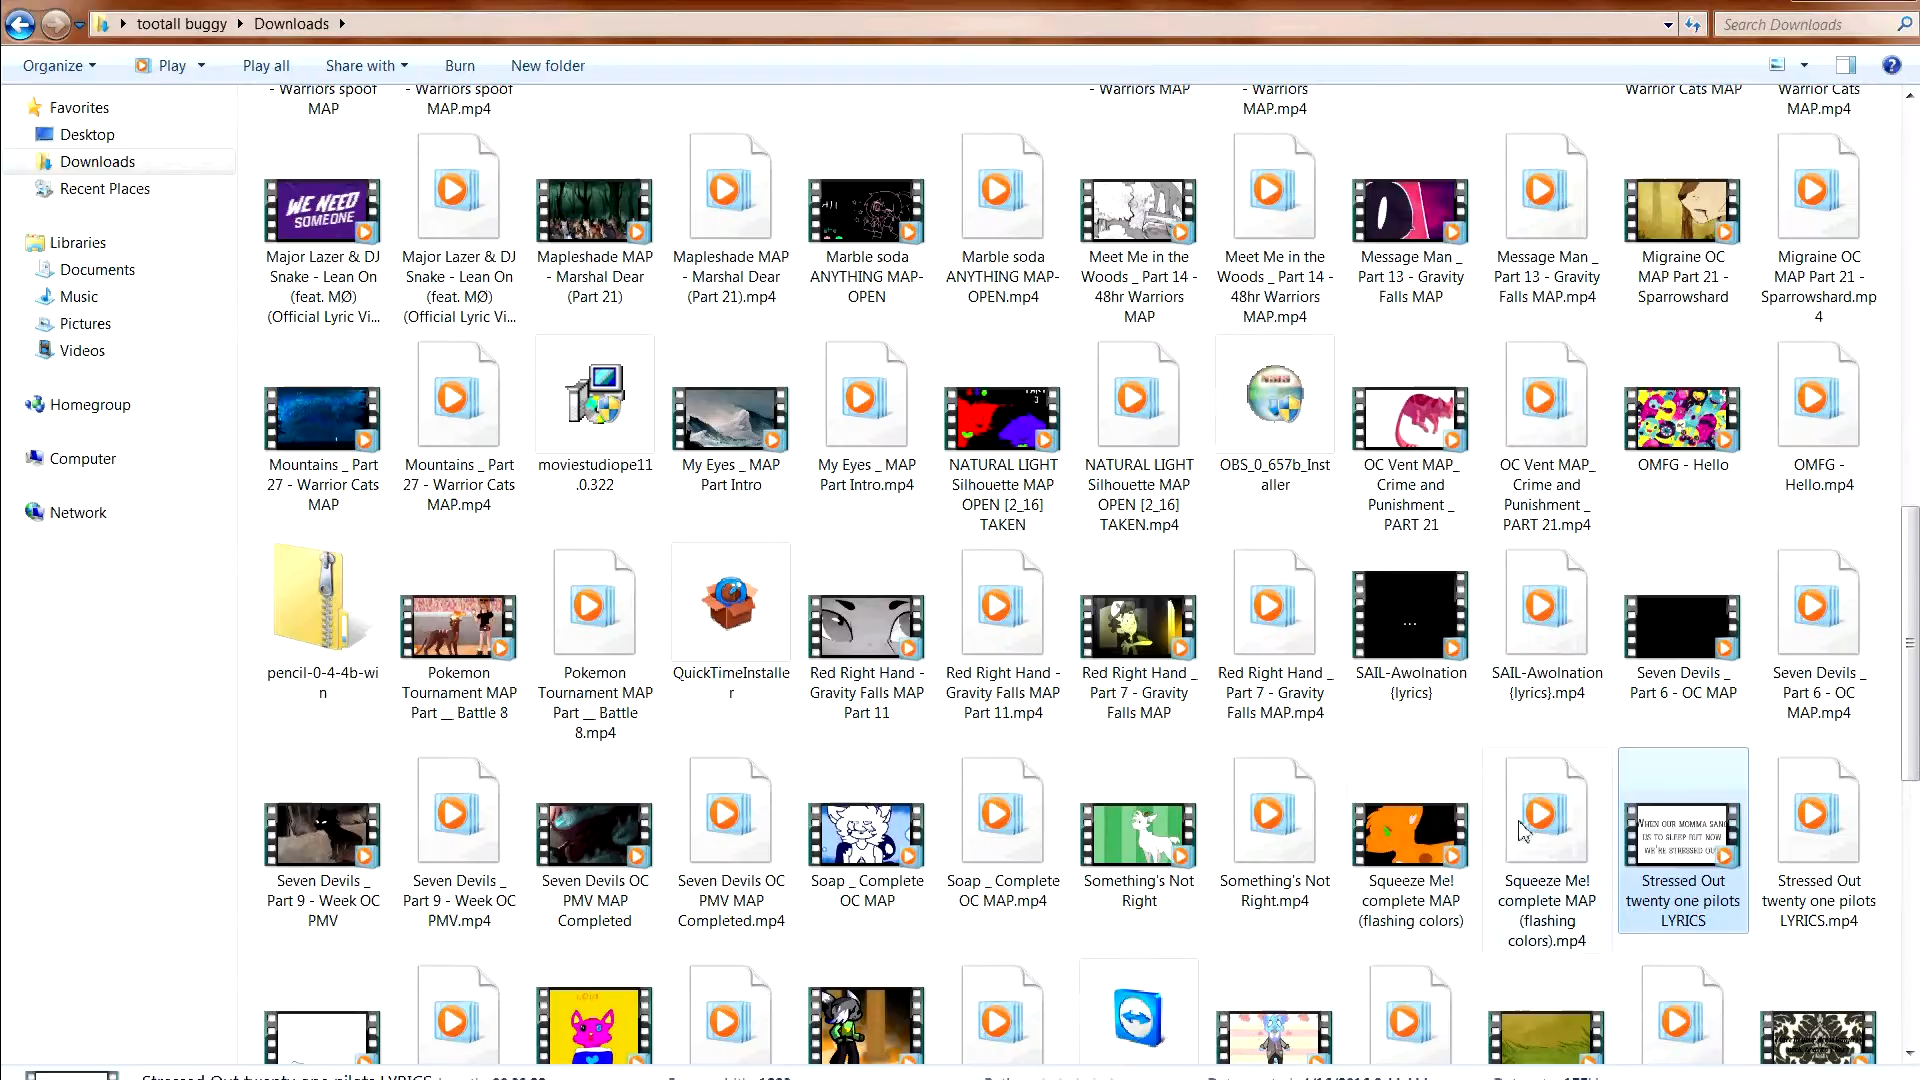 tootall buggy Downloads Search Downloads
Organize Play Play all Share with Burn New folder
Favorites
Desktop
Downloads
Recent Places
Libraries
Documents
Music
Pictures
Videos
Homegroup
Computer
Network
- Warriors spoof
MAP
- Warriors spoof
MAP.mp4
- Warriors MAP
- Warriors
MAP.mp4
Warrior Cats MAP
Warrior Cats
MAP.mp4
WE NEED
SOMEONE
Major Lazer & DJ
Snake - Lean On
(feat. MØ)
(Official Lyric Vi...
Major Lazer & DJ
Snake - Lean On
(feat. MØ)
(Official Lyric Vi...
Mapleshade MAP
- Marshal Dear
(Part 21)
Mapleshade MAP
- Marshal Dear
(Part 21).mp4
Marble soda
ANYTHING MAP-
OPEN
Marble soda
ANYTHING MAP-
OPEN.mp4
Meet Me in the
Woods _ Part 14 -
48hr Warriors
MAP
Meet Me in the
Woods _ Part 14 -
48hr Warriors
MAP.mp4
Message Man _
Part 13 - Gravity
Falls MAP
Message Man _
Part 13 - Gravity
Falls MAP.mp4
Migraine OC
MAP Part 21 -
Sparrowshard
Migraine OC
MAP Part 21 -
Sparrowshard.mp
4
Mountains _ Part
27 - Warrior Cats
MAP
Mountains _ Part
27 - Warrior Cats
MAP.mp4
moviestudiope11
.0.322
My Eyes _ MAP
Part Intro
My Eyes _ MAP
Part Intro.mp4
NATURAL LIGHT
Silhouette MAP
OPEN [2_16]
TAKEN
NATURAL LIGHT
Silhouette MAP
OPEN [2_16]
TAKEN.mp4
OBS_0_657b_Inst
aller
OC Vent MAP_
Crime and
Punishment _
PART 21
OC Vent MAP_
Crime and
Punishment _
PART 21.mp4
OMFG - Hello
OMFG -
Hello.mp4
pencil-0-4-4b-wi
n
Pokemon
Tournament MAP
Part __ Battle 8
Pokemon
Tournament MAP
Part __ Battle
8.mp4
QuickTimeInstalle
r
Red Right Hand -
Gravity Falls MAP
Part 11
Red Right Hand -
Gravity Falls MAP
Part 11.mp4
Red Right Hand _
Part 7 - Gravity
Falls MAP
Red Right Hand _
Part 7 - Gravity
Falls MAP.mp4
...
SAIL-Awolnation
{lyrics}
SAIL-Awolnation
{lyrics}.mp4
Seven Devils _
Part 6 - OC MAP
Seven Devils _
Part 6 - OC
MAP.mp4
Seven Devils _
Part 9 - Week OC
PMV
Seven Devils _
Part 9 - Week OC
PMV.mp4
Seven Devils OC
PMV MAP
Completed
Seven Devils OC
PMV MAP
Completed.mp4
Soap _ Complete
OC MAP
Soap _ Complete
OC MAP.mp4
Something's Not
Right
Something's Not
Right.mp4
Squeeze Me!
complete MAP
(flashing colors)
Squeeze Me!
complete MAP
(flashing
colors).mp4
WHEN OUR MOMMA SANG
US TO SLEEP BUT NOW
WE'RE STRESSED OUT
Stressed Out
twenty one pilots
LYRICS
Stressed Out
twenty one pilots
LYRICS.mp4
Stressed Out twenty one pilots LYRICS